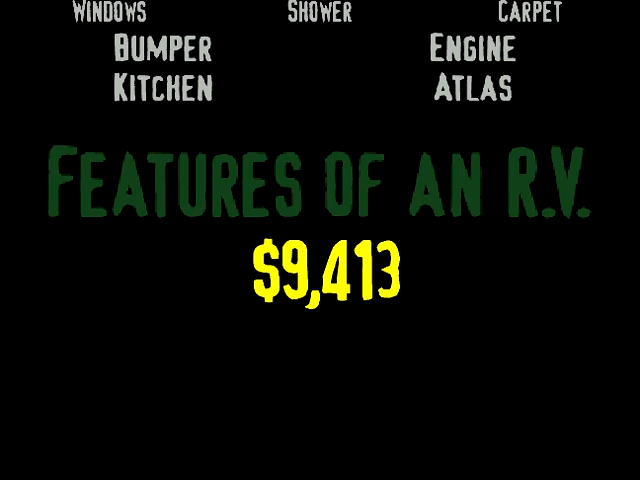 Windows Shower Carpet
Bumper Engine
Kitchen Atlas
Features of an R.V.
$9,413